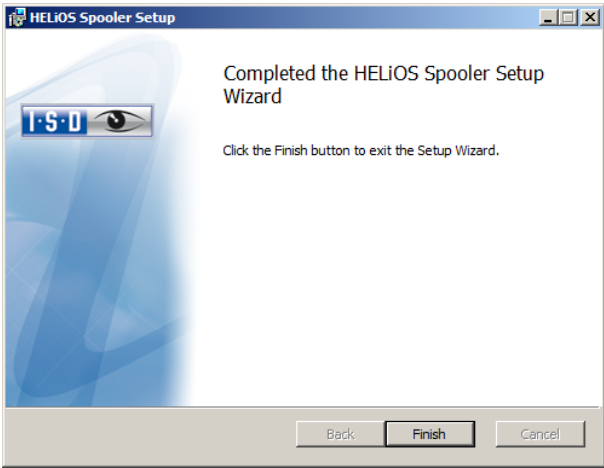 HELiOS Spooler Setup
Completed the HELiOS Spooler Setup
Wizard
I·S·D
Click the Finish button to exit the Setup Wizard.
Back
Finish
Cancel